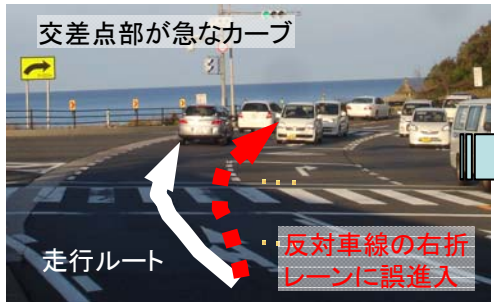 交差点部が急なカーブ
走行ルート
反対車線の右折
レーンに誤進入